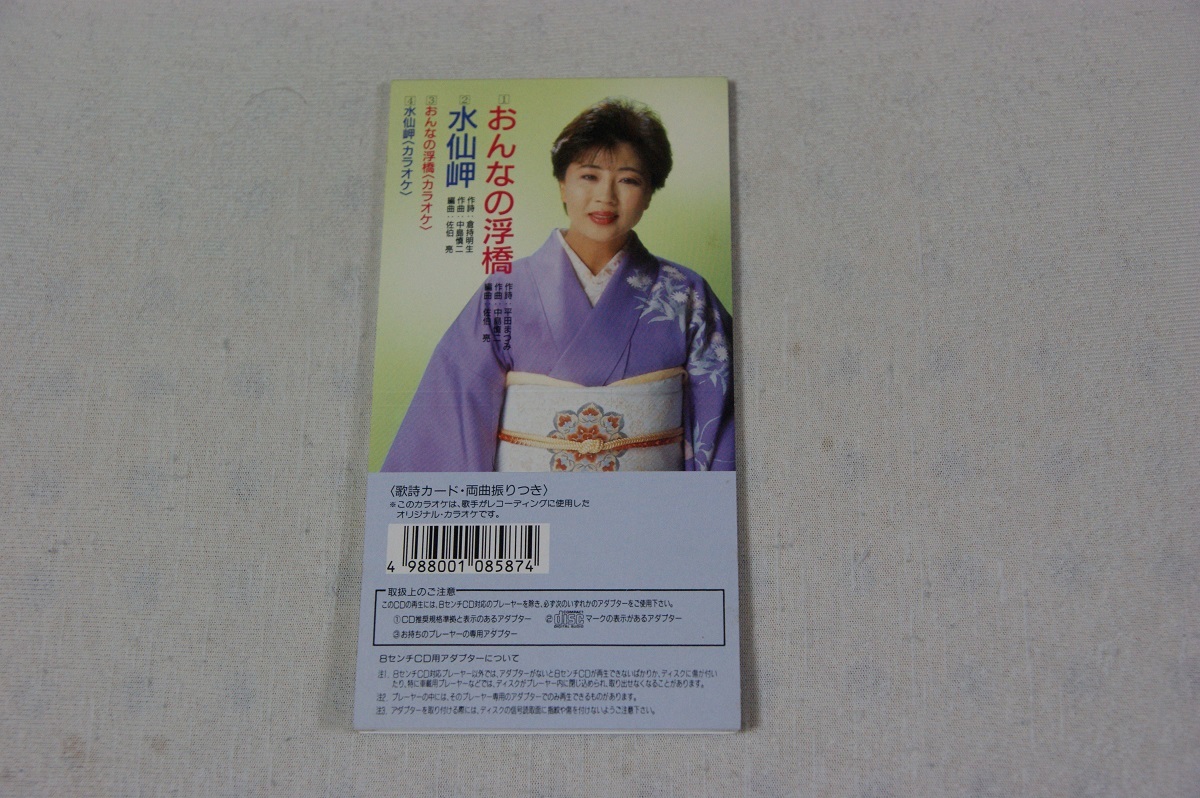 ①おんなの浮橋
作詩:平田まづみ
作曲:中島慎二
編曲:佐伯 亮
②水仙岬
作詩:倉持明生
作曲:中島慎二
編曲:佐伯 亮
③おんなの浮橋〈カラオケ〉
④水仙岬〈カラオケ〉
〈歌詩カード・両曲振りつき〉
※このカラオケは、歌手がレコーディングに使用した
オリジナル・カラオケです。
4 988001 085874
取扱上のご注意
このCDの再生には、8センチCD対応のプレーヤーを除き、必ず次のいずれかのアダプターをご使用下さい。
①CD推奨規格準拠と表示のあるアダプター ②COMPACT disc DIGITAL AUDIO マークの表示があるアダプター
③お持ちのプレーヤーの専用アダプター
8センチCD用アダプターについて
注1. 8センチCD対応プレーヤー以外では、アダプターがないと8センチCDが再生できないばかりか、ディスクに傷が付い
たり、特に車載用プレーヤーなどでは、ディスクがプレーヤー内に閉じ込められ、取り出せなくなることがあります。
注2. プレーヤーの中には、そのプレーヤー専用のアダプターでのみ再生できるものがあります。
注3. アダプターを取り付ける際には、ディスクの信号読取面に指紋や傷を付けないようご注意下さい。